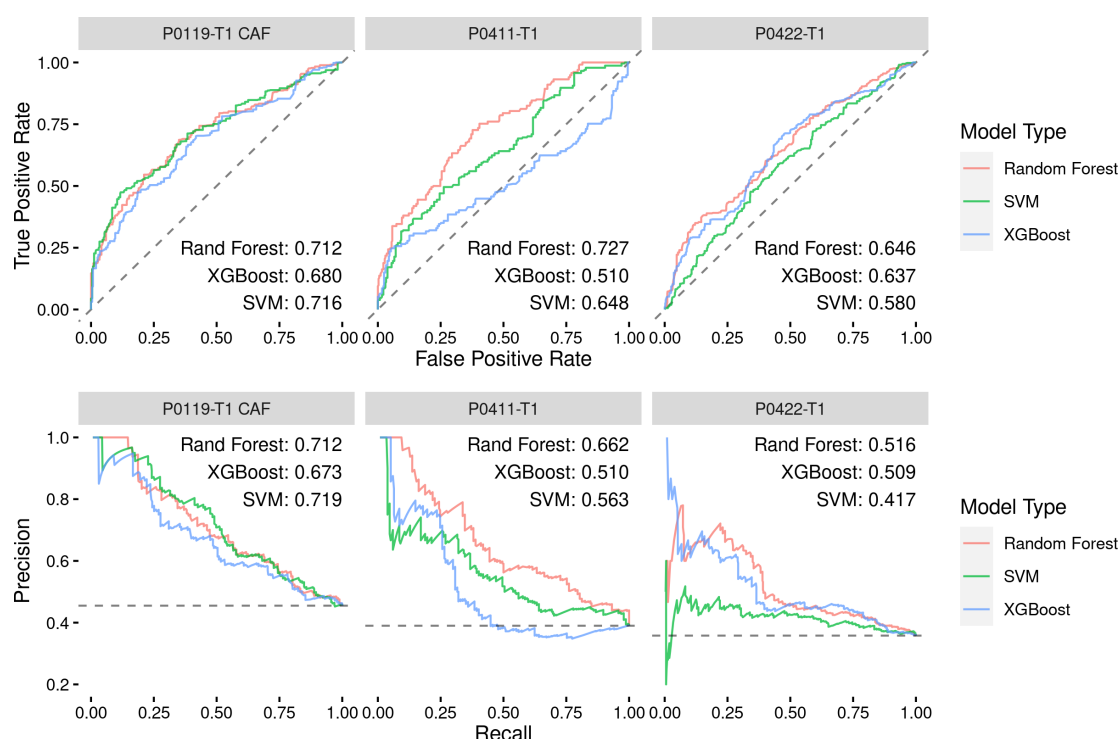 P0119-T1 CAF
P0411-T1
P0422-T1
True Positive Rate
1.00
0.75
0.50
0.25
0.00
Rand Forest: 0.712
XGBoost: 0.680
SVM: 0.716
Rand Forest: 0.727
XGBoost: 0.510
SVM: 0.648
Rand Forest: 0.646
XGBoost: 0.637
SVM: 0.580
0.00 0.25 0.50 0.75 1.00
0.00 0.25 0.50 0.75 1.00
0.00 0.25 0.50 0.75 1.00
False Positive Rate
Model Type
Random Forest
SVM
XGBoost
P0119-T1 CAF
P0411-T1
P0422-T1
Precision
1.0
0.8
0.6
0.4
0.2
Rand Forest: 0.712
XGBoost: 0.673
SVM: 0.719
Rand Forest: 0.662
XGBoost: 0.510
SVM: 0.563
Rand Forest: 0.516
XGBoost: 0.509
SVM: 0.417
0.00 0.25 0.50 0.75 1.00
0.00 0.25 0.50 0.75 1.00
0.00 0.25 0.50 0.75 1.00
Recall
Model Type
Random Forest
SVM
XGBoost